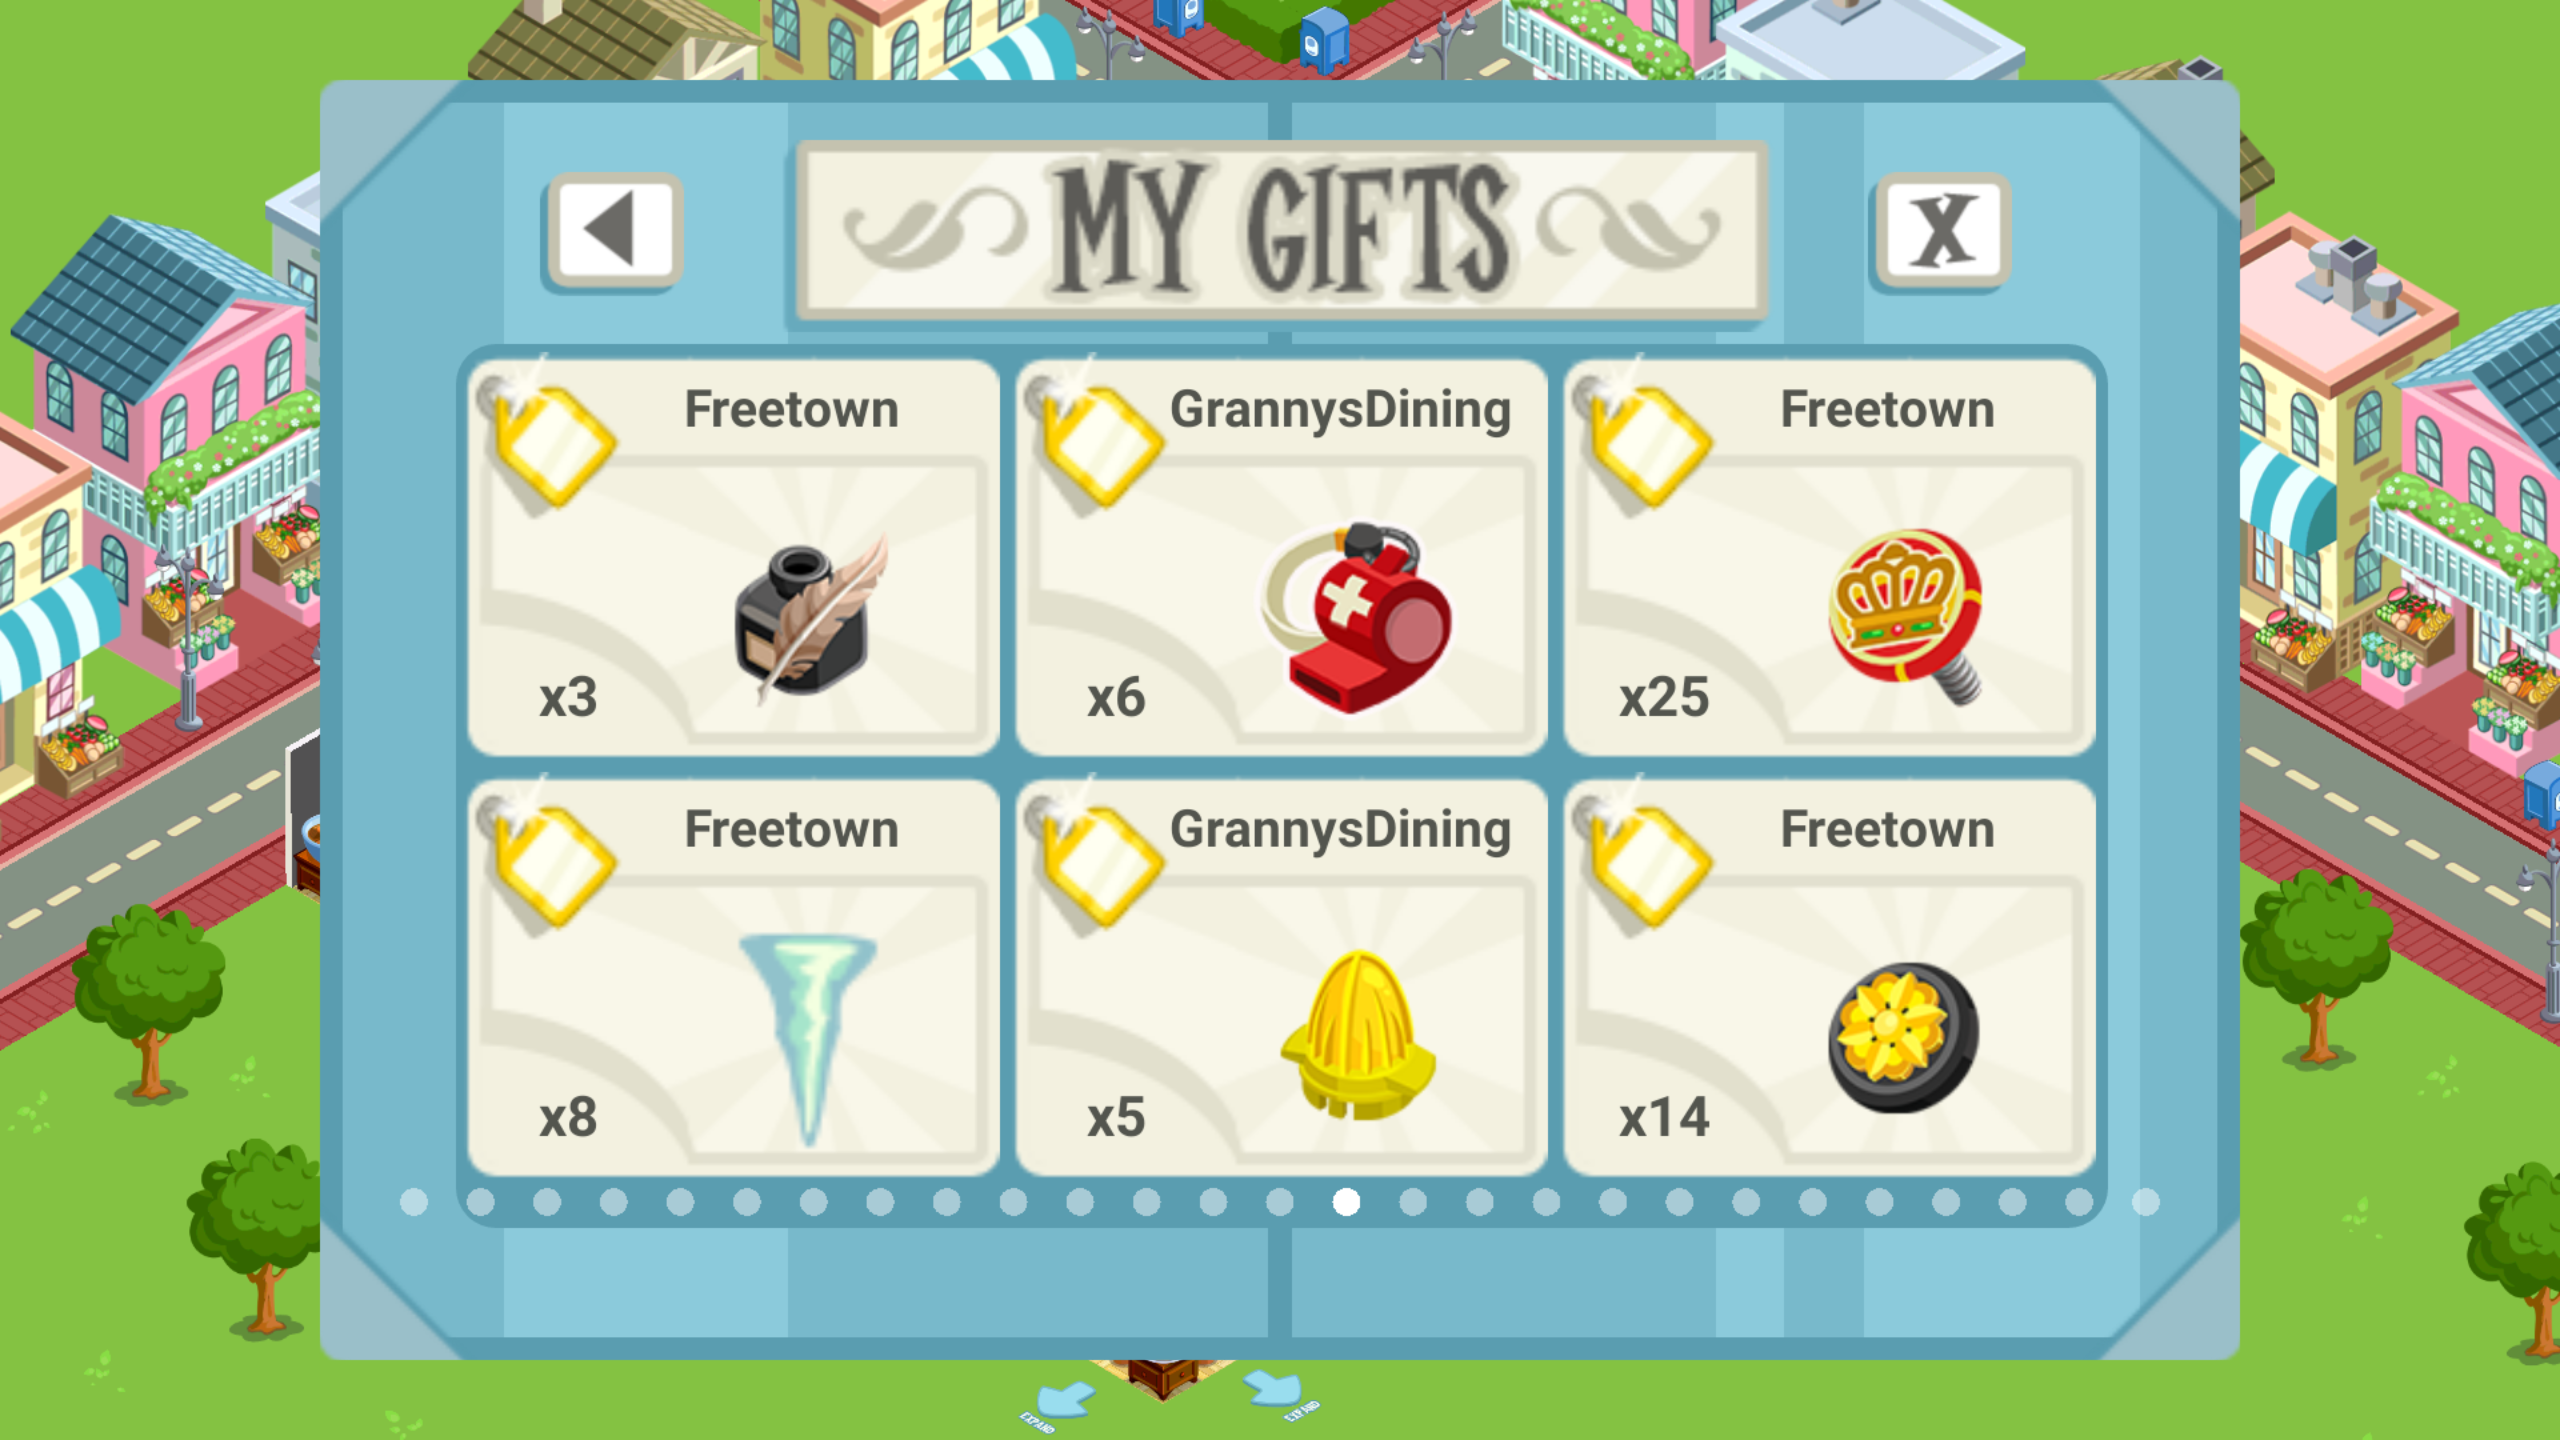 MY GIFTS
X
Freetown
x3
GrannysDining
x6
Freetown
x25
Freetown
x8
GrannysDining
x5
Freetown
x14
EXPAND
EXPAND